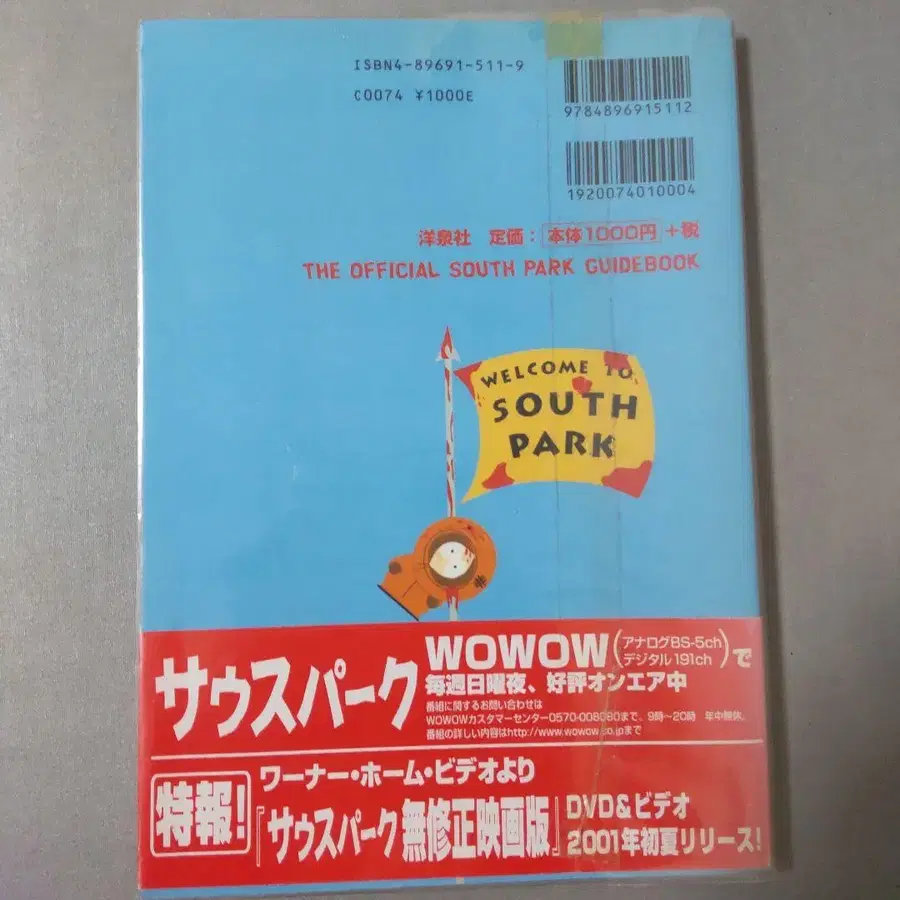 ISBN4-89691-511-9
C0074 ¥1000E
9784896915112
1920074010004
洋泉社 定価：本体1000円+税
THE OFFICIAL SOUTH PARK GUIDEBOOK
WELCOME TO
SOUTH
PARK
サウスパーク
WOWOW(アナログBS-5ch
デジタル191ch)で
毎週日曜夜、好評オンエア中
番組に関するお問い合わせは
WOWOWカスタマーセンター0570-008080まで。9時〜20時 年中無休。
番組の詳しい内容はhttp://www.wowow.co.jpまで
特報!
ワーナー・ホーム・ビデオより
『サウスパーク無修正映画版』
DVD&ビデオ
2001年初夏リリース!